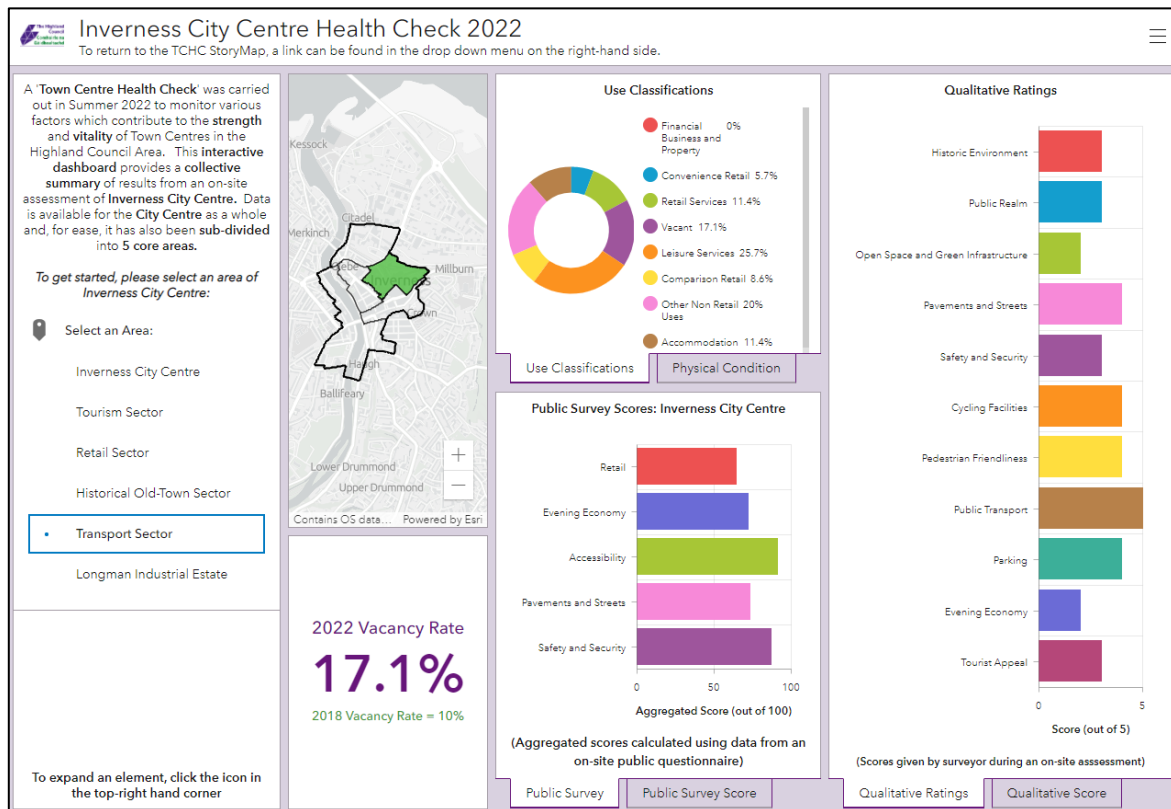 The Highland
Council
Inverness City Centre Health Check 2022
To return to the TCHC StoryMap, a link can be found in the drop down menu on the right-hand side.
A 'Town Centre Health Check' was carried
out in Summer 2022 to monitor various
factors which contribute to the strength
and vitality of Town Centres in the
Highland Council Area. This interactive
dashboard provides a collective
summary of results from an on-site
assessment of Inverness City Centre. Data
is available for the City Centre as a whole
and, for ease, it has also been sub-divided
into 5 core areas.
To get started, please select an area of
Inverness City Centre:
Select an Area:
Inverness City Centre
Tourism Sector
Retail Sector
Historical Old-Town Sector
Transport Sector
Longman Industrial Estate
To expand an element, click the icon in
the top-right hand corner
Kessock
Citadel
Merkinch
Millburn
Inverness
Crown
Haugh
Ballifeary
Lower Drummond
Upper Drummond
+
−
Contains OS data... Powered by Esri
2022 Vacancy Rate
17.1%
2018 Vacancy Rate = 10%
Use Classifications
Financial 0%
Business and
Property
Convenience Retail 5.7%
Retail Services 11.4%
Vacant 17.1%
Leisure Services 25.7%
Comparison Retail 8.6%
Other Non Retail 20%
Uses
Accommodation 11.4%
Use Classifications
Physical Condition
Public Survey Scores: Inverness City Centre
Retail
Evening Economy
Accessibility
Pavements and Streets
Safety and Security
0 50 100
Aggregated Score (out of 100)
(Aggregated scores calculated using data from an
on-site public questionnaire)
Public Survey
Public Survey Score
Qualitative Ratings
Historic Environment
Public Realm
Open Space and Green Infrastructure
Pavements and Streets
Safety and Security
Cycling Facilities
Pedestrian Friendliness
Public Transport
Parking
Evening Economy
Tourist Appeal
0 5
Score (out of 5)
(Scores given by surveyor during an on-site asssessment)
Qualitative Ratings
Qualitative Score